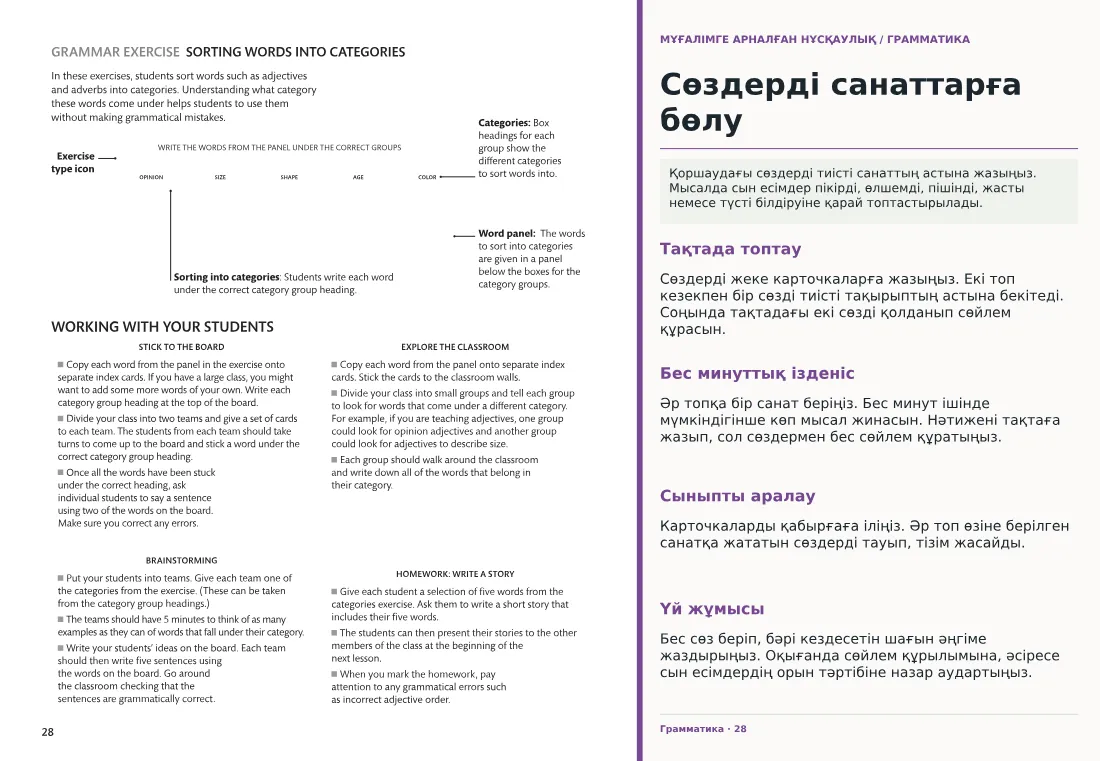 GRAMMAR EXERCISE SORTING WORDS INTO CATEGORIES
In these exercises, students sort words such as adjectives
and adverbs into categories. Understanding what category
these words come under helps students to use them
without making grammatical mistakes.
Exercise
type icon
WRITE THE WORDS FROM THE PANEL UNDER THE CORRECT GROUPS
OPINION SIZE SHAPE AGE COLOR
Categories: Box
headings for each
group show the
different categories
to sort words into.
Word panel: The words
to sort into categories
are given in a panel
below the boxes for the
category groups.
Sorting into categories: Students write each word
under the correct category group heading.
WORKING WITH YOUR STUDENTS
STICK TO THE BOARD
■ Copy each word from the panel in the exercise onto
separate index cards. If you have a large class, you might
want to add some more words of your own. Write each
category group heading at the top of the board.
■ Divide your class into two teams and give a set of cards
to each team. The students from each team should take
turns to come up to the board and stick a word under the
correct category group heading.
■ Once all the words have been stuck
under the correct heading, ask
individual students to say a sentence
using two of the words on the board.
Make sure you correct any errors.
EXPLORE THE CLASSROOM
■ Copy each word from the panel onto separate index
cards. Stick the cards to the classroom walls.
■ Divide your class into small groups and tell each group
to look for words that come under a different category.
For example, if you are teaching adjectives, one group
could look for opinion adjectives and another group
could look for adjectives to describe size.
■ Each group should walk around the classroom
and write down all of the words that belong in
their category.
BRAINSTORMING
■ Put your students into teams. Give each team one of
the categories from the exercise. (These can be taken
from the category group headings.)
■ The teams should have 5 minutes to think of as many
examples as they can of words that fall under their category.
■ Write your students' ideas on the board. Each team
should then write five sentences using
the words on the board. Go around
the classroom checking that the
sentences are grammatically correct.
HOMEWORK: WRITE A STORY
■ Give each student a selection of five words from the
categories exercise. Ask them to write a short story that
includes their five words.
■ The students can then present their stories to the other
members of the class at the beginning of the
next lesson.
■ When you mark the homework, pay
attention to any grammatical errors such
as incorrect adjective order.
28
МҰҒАЛІМГЕ АРНАЛҒАН НҰСҚАУЛЫҚ / ГРАММАТИКА
Сөздерді санаттарға
бөлу
Қоршаудағы сөздерді тиісті санаттың астына жазыңыз.
Мысалда сын есімдер пікірді, өлшемді, пішінді, жасты
немесе түсті білдіруіне қарай топтастырылады.
Тақтада топтау
Сөздерді жеке карточкаларға жазыңыз. Екі топ
кезекпен бір сөзді тиісті тақырыптың астына бекітеді.
Соңында тақтадағы екі сөзді қолданып сөйлем
құрасын.
Бес минуттық ізденіс
Әр топқа бір санат беріңіз. Бес минут ішінде
мүмкіндігінше көп мысал жинасын. Нәтижені тақтаға
жазып, сол сөздермен бес сөйлем құратыңыз.
Сыныпты аралау
Карточкаларды қабырғаға іліңіз. Әр топ өзіне берілген
санатқа жататын сөздерді тауып, тізім жасайды.
Үй жұмысы
Бес сөз беріп, бәрі кездесетін шағын әңгіме
жаздырыңыз. Оқығанда сөйлем құрылымына, әсіресе
сын есімдердің орын тәртібіне назар аудартыңыз.
Грамматика · 28